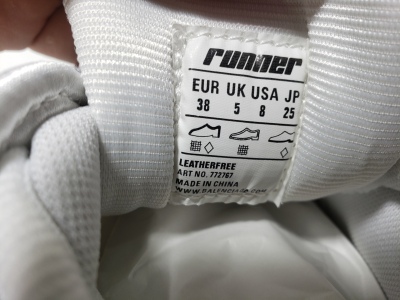 runner
EUR UK USA JP
38 5 8 25
LEATHERFREE
ART NO. 772767
MADE IN CHINA